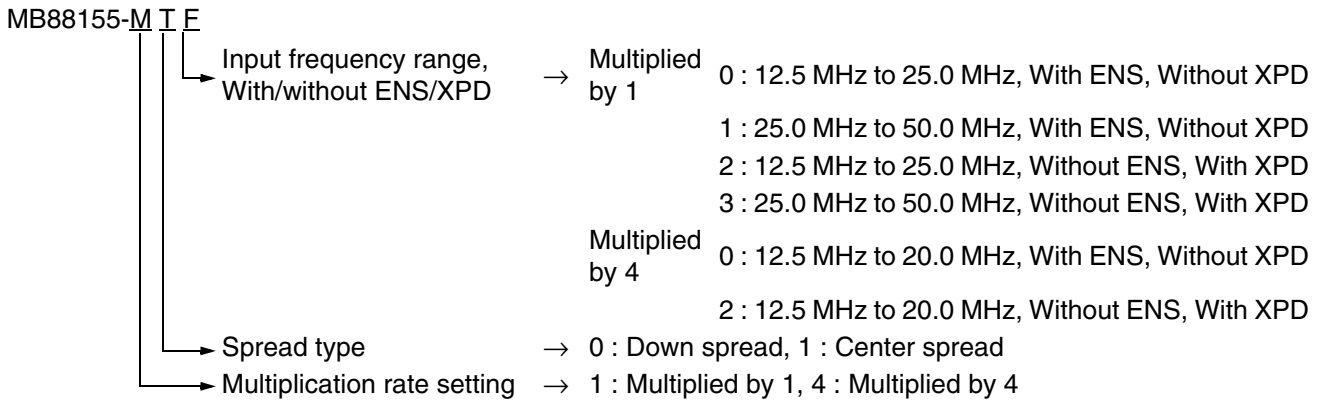 MB88155-M T F
Input frequency range, With/without ENS/XPD → Multiplied by 1 0 : 12.5 MHz to 25.0 MHz, With ENS, Without XPD
1 : 25.0 MHz to 50.0 MHz, With ENS, Without XPD
2 : 12.5 MHz to 25.0 MHz, Without ENS, With XPD
3 : 25.0 MHz to 50.0 MHz, Without ENS, With XPD
Multiplied by 4 0 : 12.5 MHz to 20.0 MHz, With ENS, Without XPD
2 : 12.5 MHz to 20.0 MHz, Without ENS, With XPD
Spread type → 0 : Down spread, 1 : Center spread
Multiplication rate setting → 1 : Multiplied by 1, 4 : Multiplied by 4